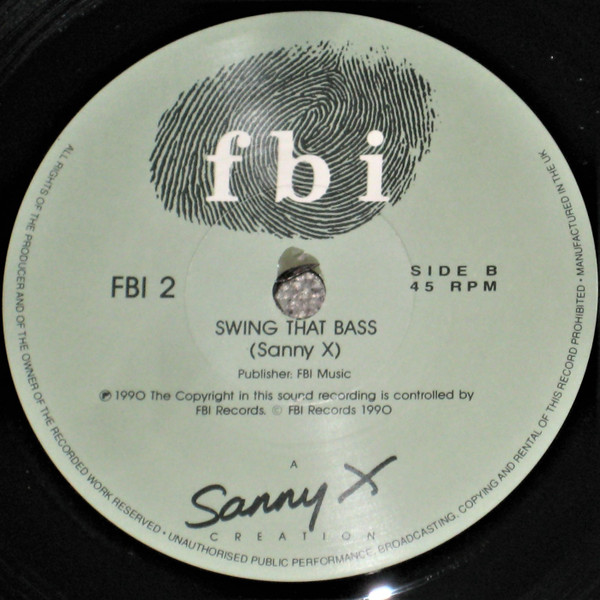 fbi
FBI 2
SIDE B
45 RPM
SWING THAT BASS
(Sanny X)
Publisher: FBI Music
℗ 1990 The Copyright in this sound recording is controlled by
FBI Records. © FBI Records 1990
A
Sanny X
CREATION
ALL RIGHTS OF THE PRODUCER AND OF THE OWNER OF THE RECORDED WORK RESERVED • UNAUTHORISED PUBLIC PERFORMANCE, BROADCASTING, COPYING AND RENTAL OF THIS RECORD PROHIBITED • MANUFACTURED IN THE UK